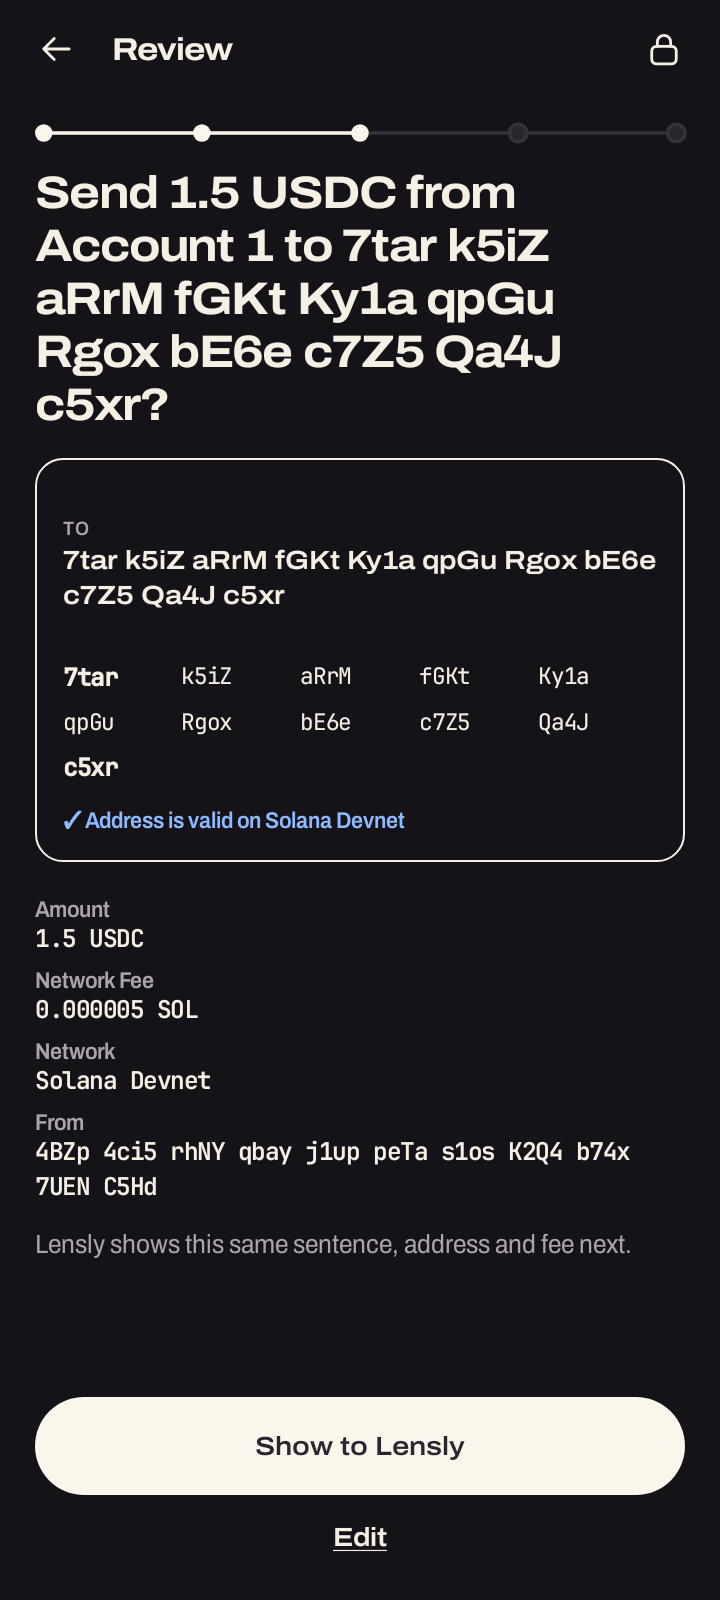 Review
Send 1.5 USDC from
Account 1 to 7tar k5iZ
aRrM fGKt Ky1a qpGu
Rgox bE6e c7Z5 Qa4J
c5xr?
TO
7tar k5iZ aRrM fGKt Ky1a qpGu Rgox bE6e
c7Z5 Qa4J c5xr
7tar k5iZ aRrM fGKt Ky1a
qpGu Rgox bE6e c7Z5 Qa4J
c5xr
✓ Address is valid on Solana Devnet
Amount
1.5 USDC
Network Fee
0.000005 SOL
Network
Solana Devnet
From
4BZp 4ci5 rhNY qbay j1up peTa s1os K2Q4 b74x
7UEN C5Hd
Lensly shows this same sentence, address and fee next.
Show to Lensly
Edit